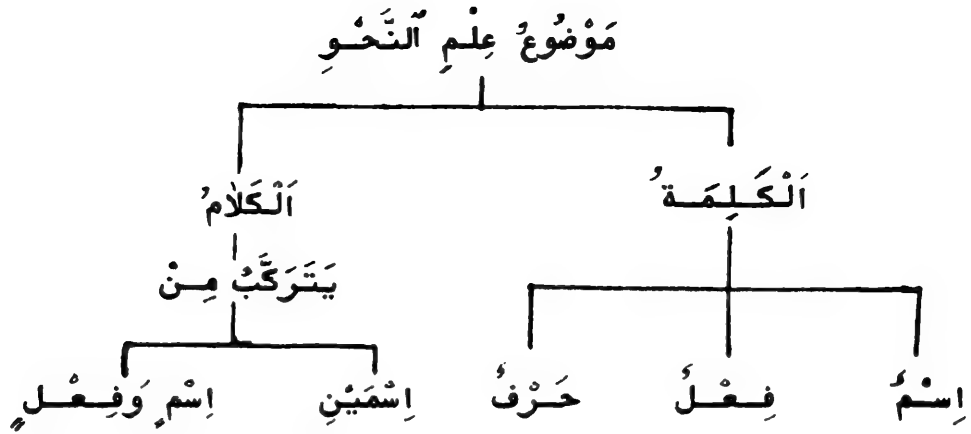 مَوْضُوعُ عِلْمِ ٱلنَّحْوِ
اَلْكَلِمَةُ
اَلْكَلَامُ
يَتَرَكَّبُ مِنْ
اِسْمٌ
فِعْلٌ
حَرْفٌ
اِسْمَيْنِ
اِسْمٍ وَفِعْلٍ